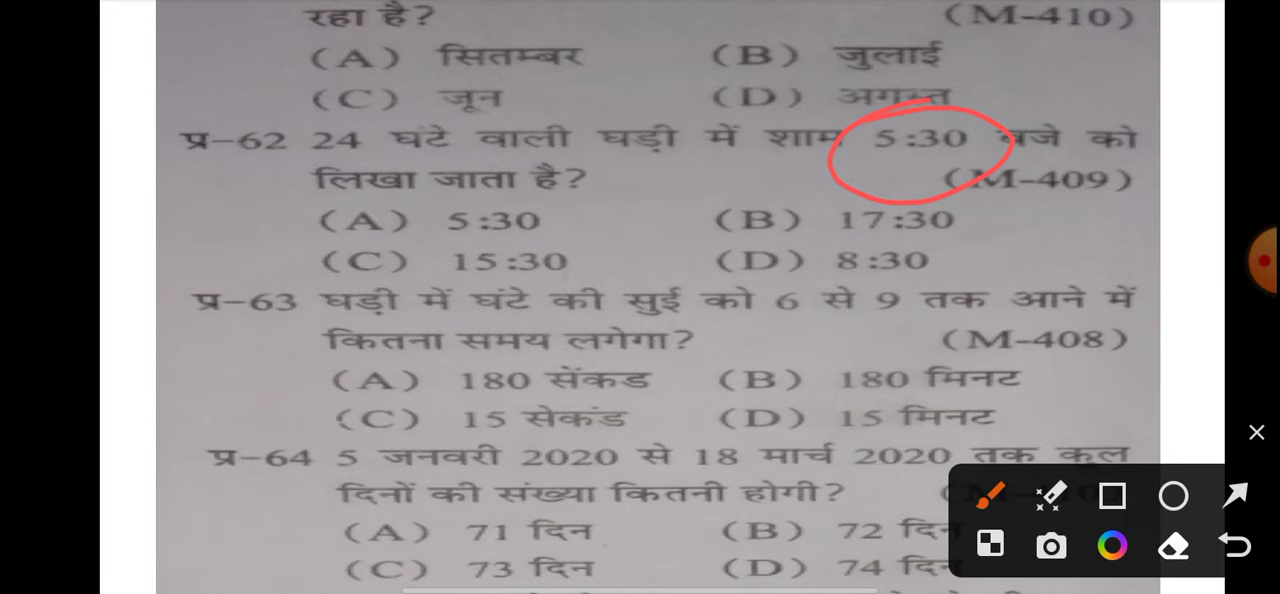 रहा है? (M-410)
(A) सितम्बर (B) जुलाई
(C) जून (D) अगस्त
प्र-62 24 घंटे वाली घड़ी में शाम 5:30 बजे को
लिखा जाता है? (M-409)
(A) 5:30 (B) 17:30
(C) 15:30 (D) 8:30
प्र-63 घड़ी में घंटे की सुई को 6 से 9 तक आने में
कितना समय लगेगा? (M-408)
(A) 180 सेंकड (B) 180 मिनट
(C) 15 सेकंड (D) 15 मिनट
प्र-64 5 जनवरी 2020 से 18 मार्च 2020 तक कुल
दिनों की संख्या कितनी होगी?
(A) 71 दिन (B) 72 दिन
(C) 73 दिन (D) 74 दिन